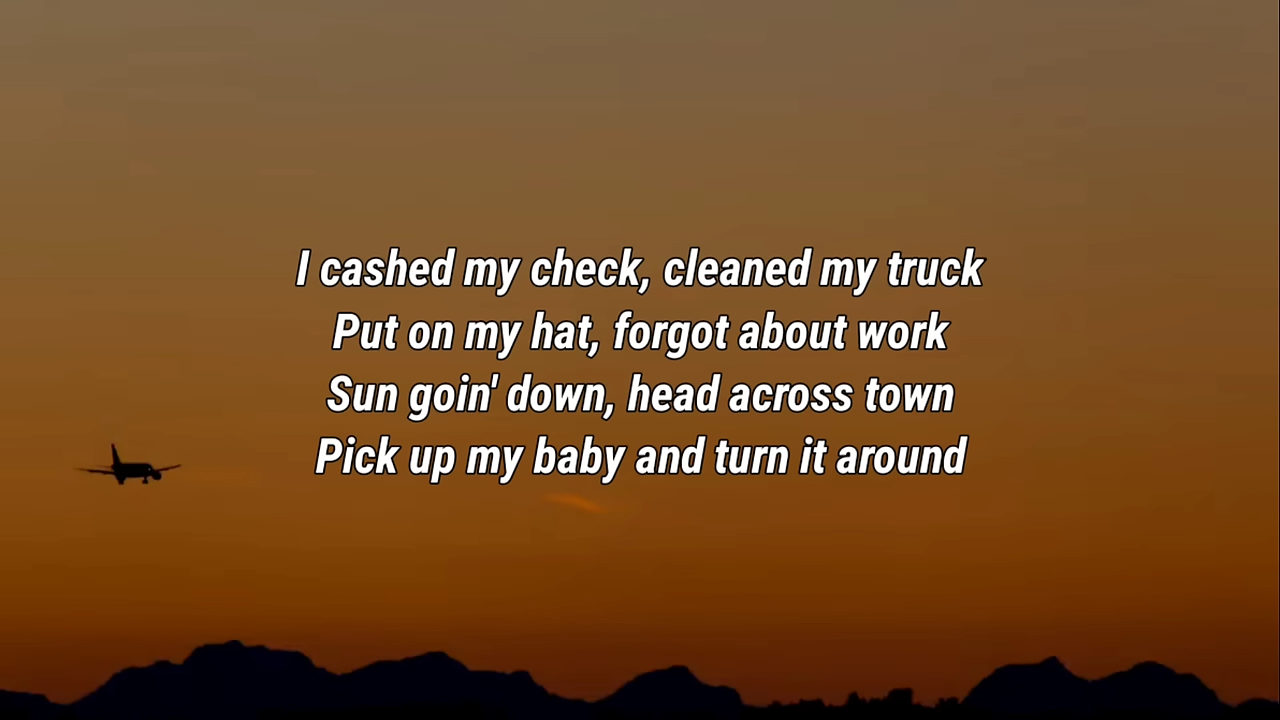 I cashed my check, cleaned my truck
Put on my hat, forgot about work
Sun goin' down, head across town
Pick up my baby and turn it around